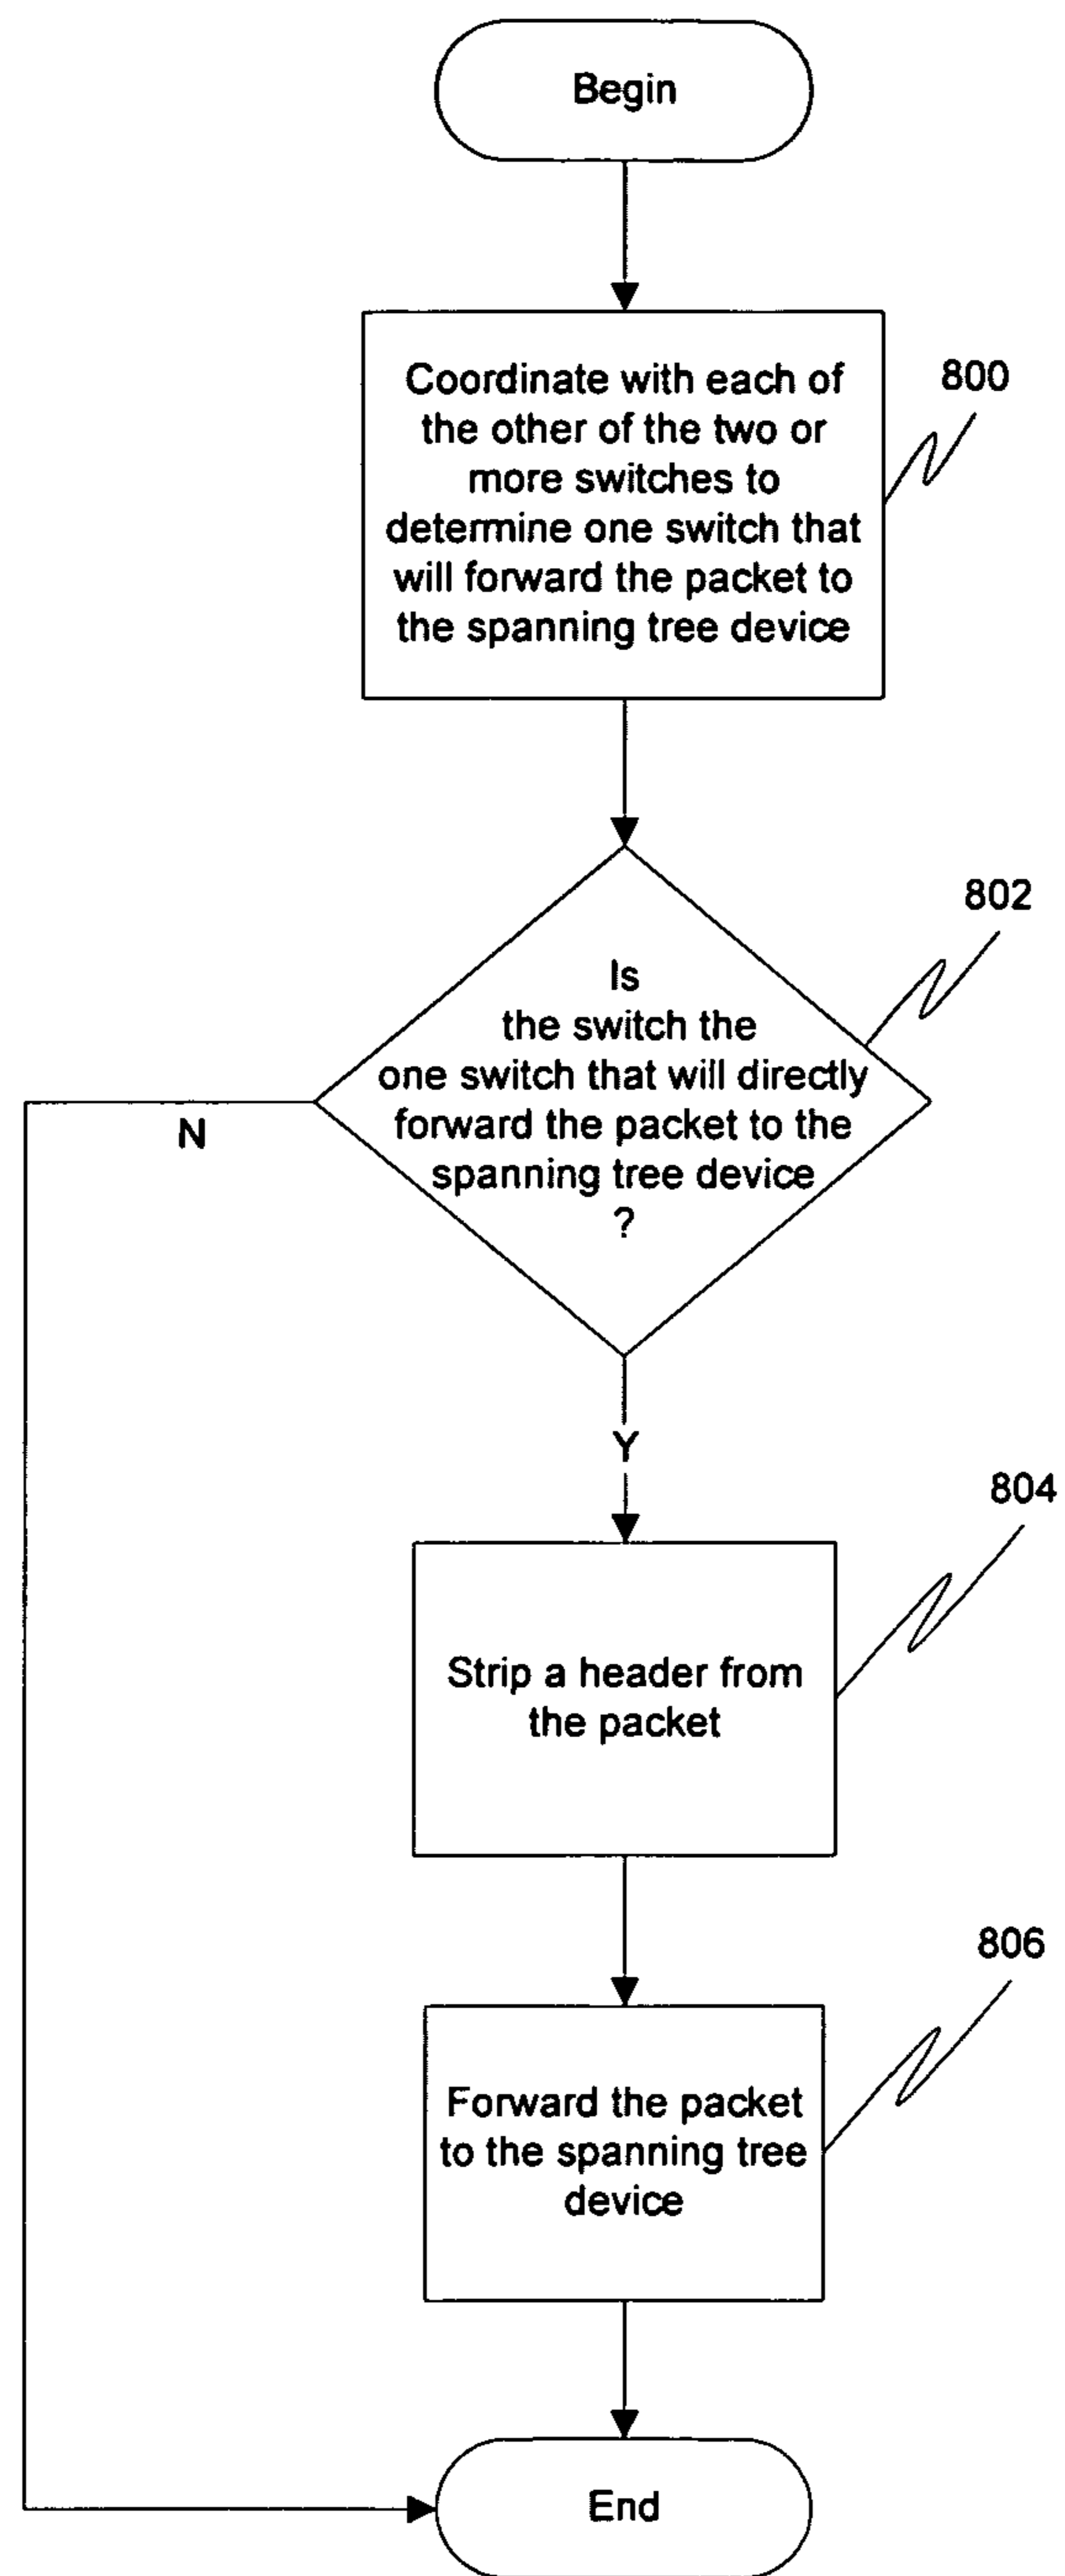 Begin
Coordinate with each of
the other of the two or
more switches to
determine one switch that
will forward the packet to
the spanning tree device
800
802
Is
the switch the
one switch that will directly
forward the packet to the
spanning tree device
?
N
Y
804
Strip a header from
the packet
806
Forward the packet
to the spanning tree
device
End